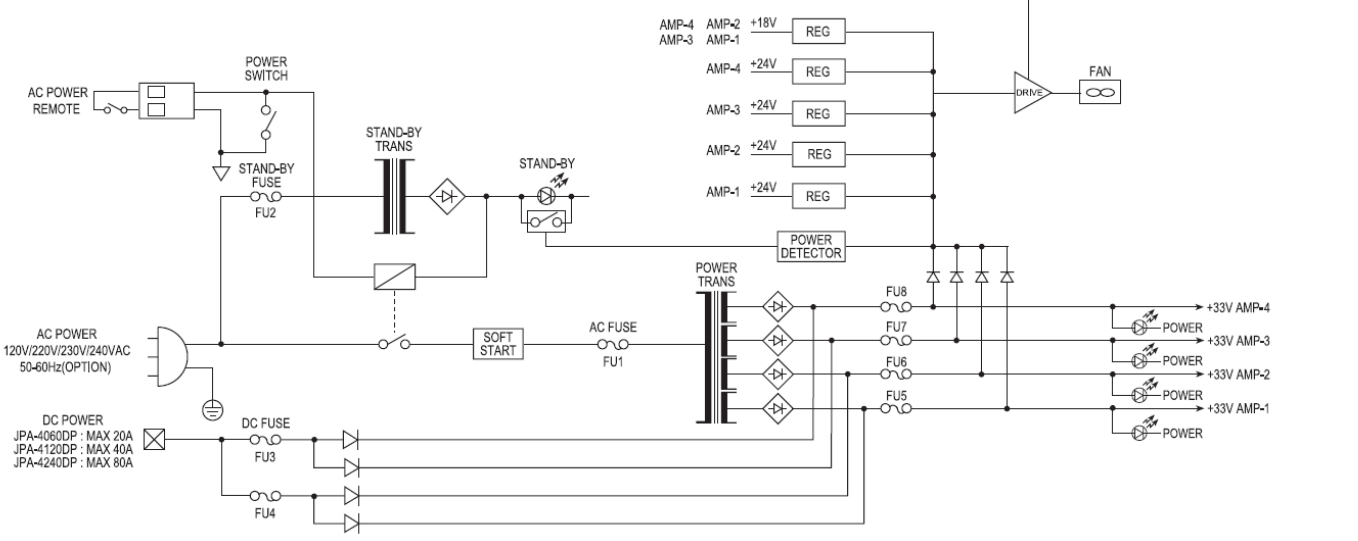 AMP-4 AMP-2 +18V REG
AMP-3 AMP-1
AMP-4 +24V REG
AMP-3 +24V REG
AMP-2 +24V REG
AMP-1 +24V REG
DRIVE
FAN
POWER
SWITCH
AC POWER
REMOTE
STAND-BY
TRANS
STAND-BY
STAND-BY
FUSE
FU2
POWER
DETECTOR
POWER
TRANS
AC POWER
120V/220V/230V/240VAC
50-60Hz(OPTION)
SOFT
START
AC FUSE
FU1
FU8
+33V AMP-4
POWER
FU7
+33V AMP-3
POWER
FU6
+33V AMP-2
POWER
FU5
+33V AMP-1
POWER
DC POWER
JPA-4060DP : MAX 20A
JPA-4120DP : MAX 40A
JPA-4240DP : MAX 80A
DC FUSE
FU3
FU4